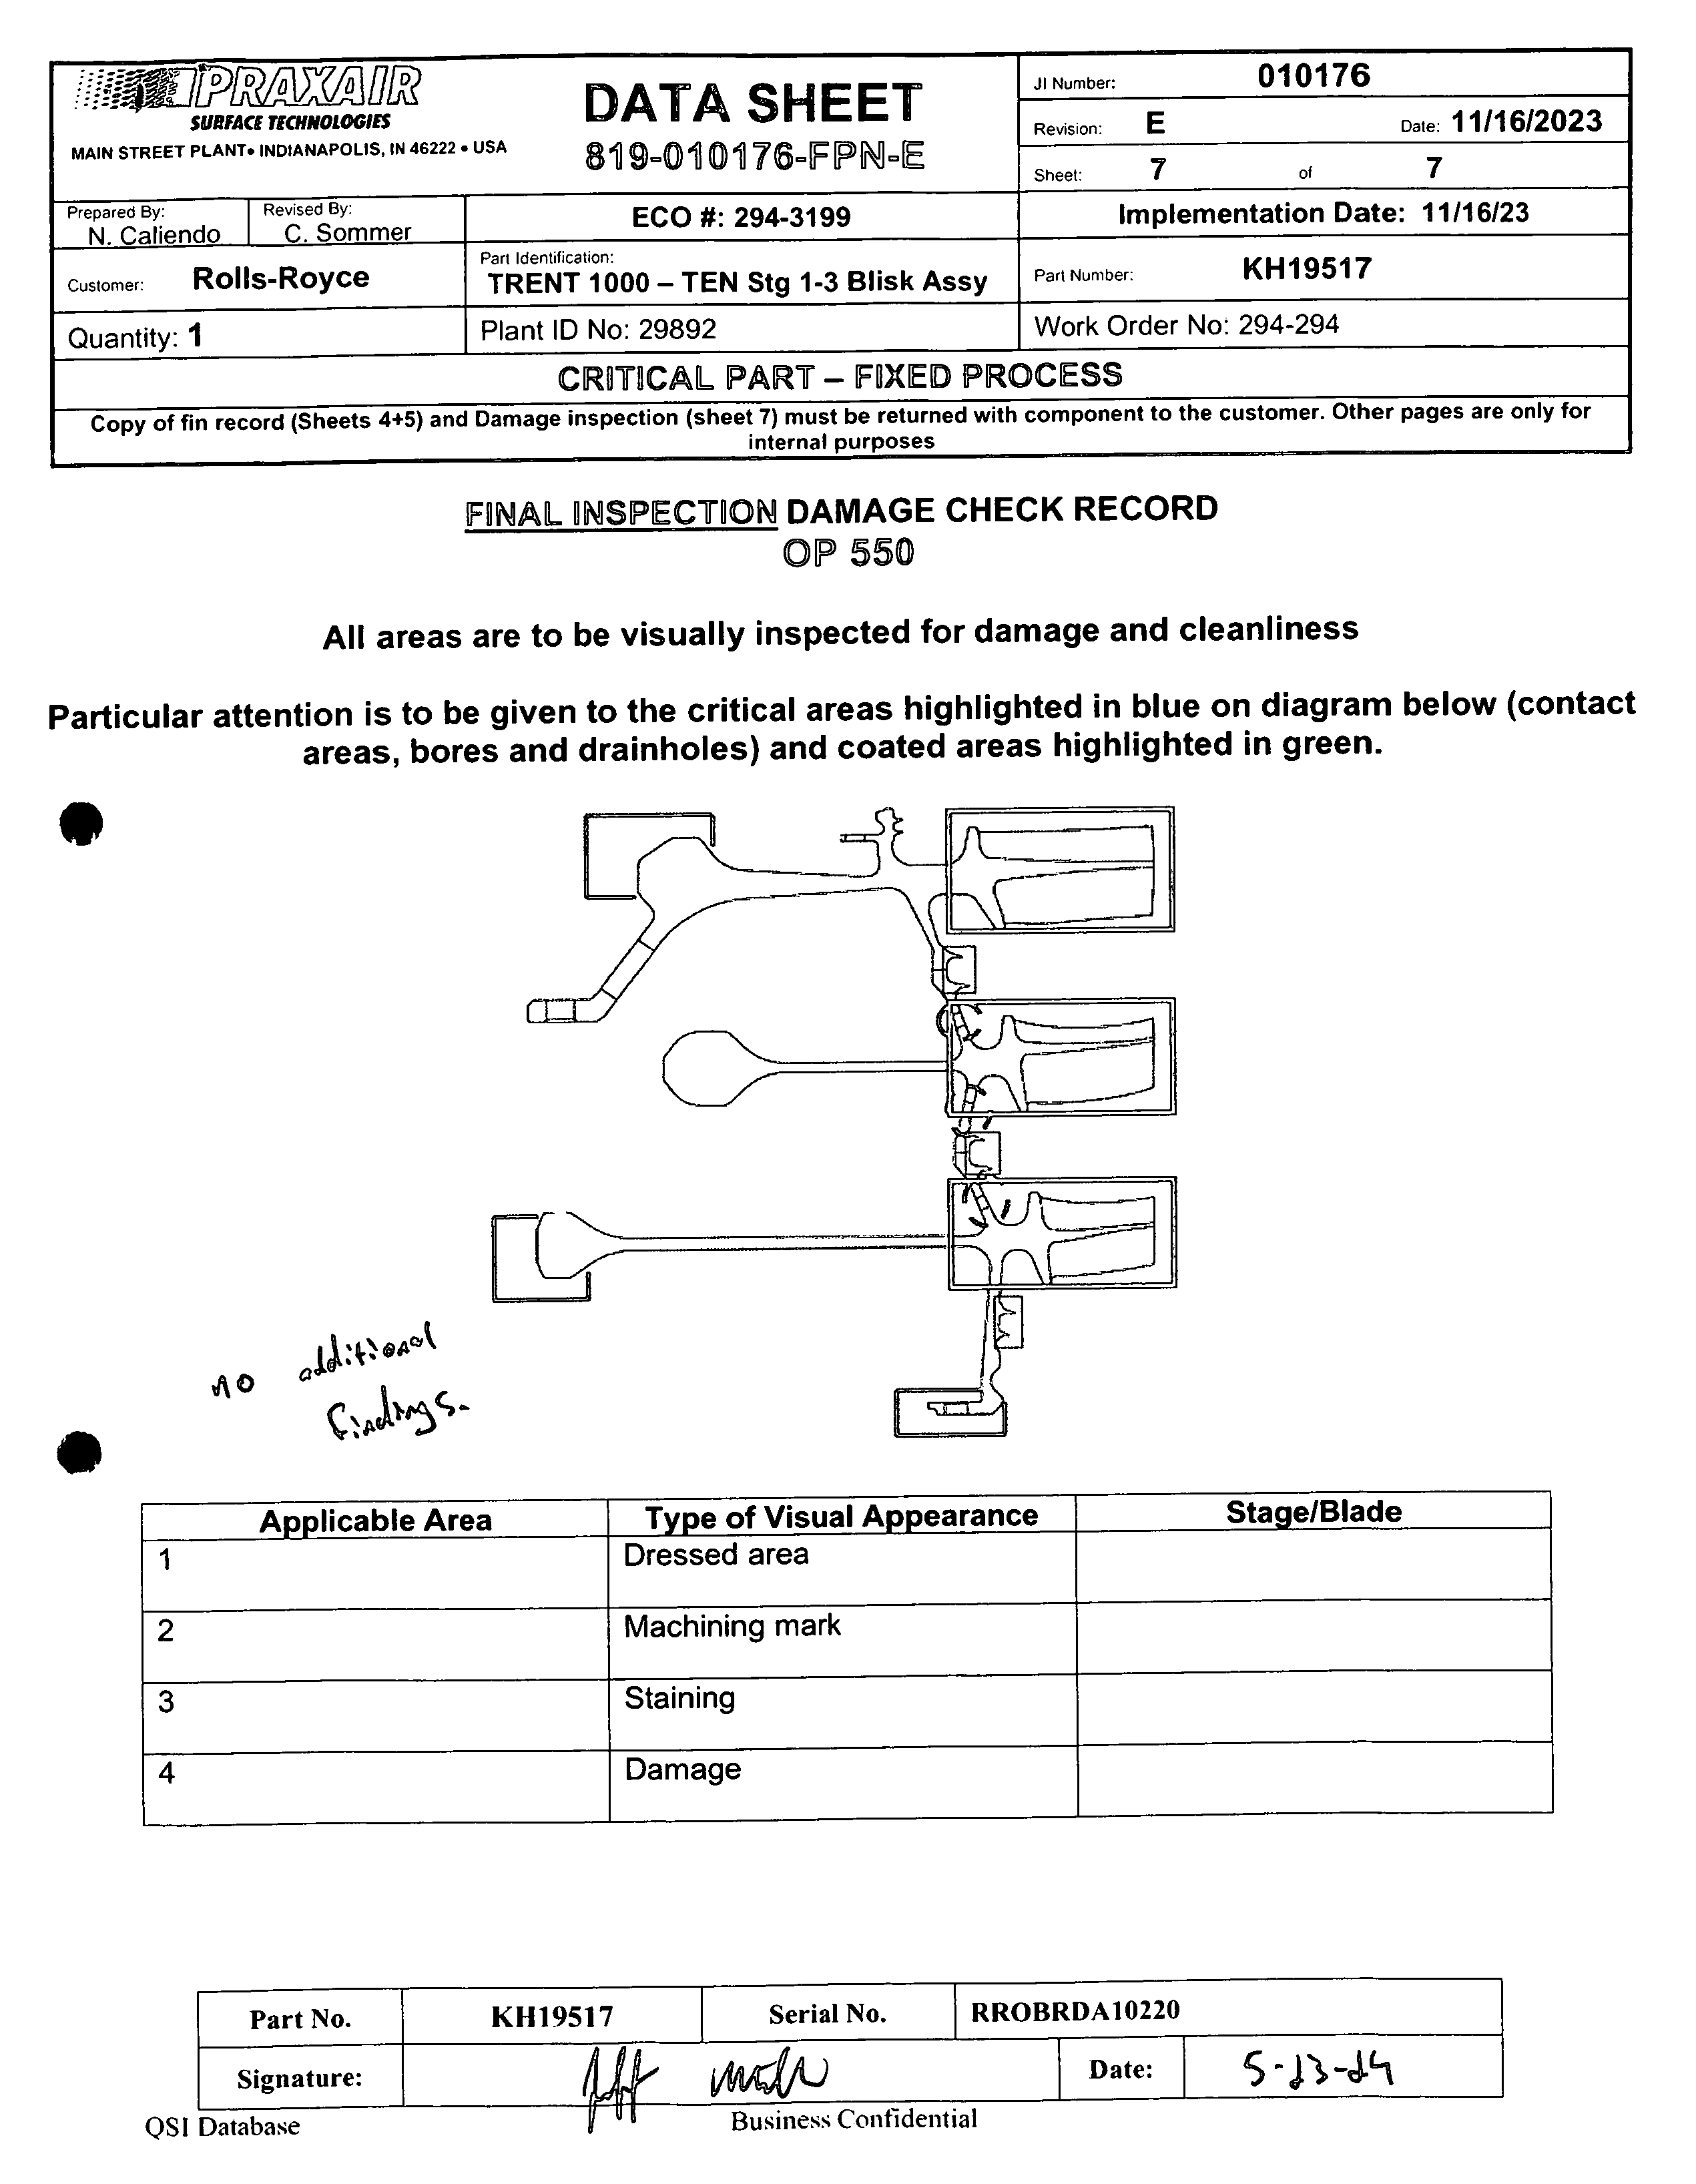 PRAXAIR
SURFACE TECHNOLOGIES
MAIN STREET PLANT• INDIANAPOLIS, IN 46222 • USA
DATA SHEET
819-010176-FPN-E
JI Number: 010176
Revision: E Date: 11/16/2023
Sheet: 7 of 7
Prepared By: N. Caliendo
Revised By: C. Sommer
ECO #: 294-3199
Implementation Date: 11/16/23
Customer: Rolls-Royce
Part Identification:
TRENT 1000 – TEN Stg 1-3 Blisk Assy
Part Number: KH19517
Quantity: 1
Plant ID No: 29892
Work Order No: 294-294
CRITICAL PART – FIXED PROCESS
Copy of fin record (Sheets 4+5) and Damage inspection (sheet 7) must be returned with component to the customer. Other pages are only for
internal purposes
FINAL INSPECTION DAMAGE CHECK RECORD
OP 550
All areas are to be visually inspected for damage and cleanliness
Particular attention is to be given to the critical areas highlighted in blue on diagram below (contact
areas, bores and drainholes) and coated areas highlighted in green.
no additional
findings.
Applicable Area Type of Visual Appearance Stage/Blade
1 Dressed area
2 Machining mark
3 Staining
4 Damage
Part No. KH19517 Serial No. RROBRDA10220
Signature: Date: 5-23-24
QSI Database Business Confidential